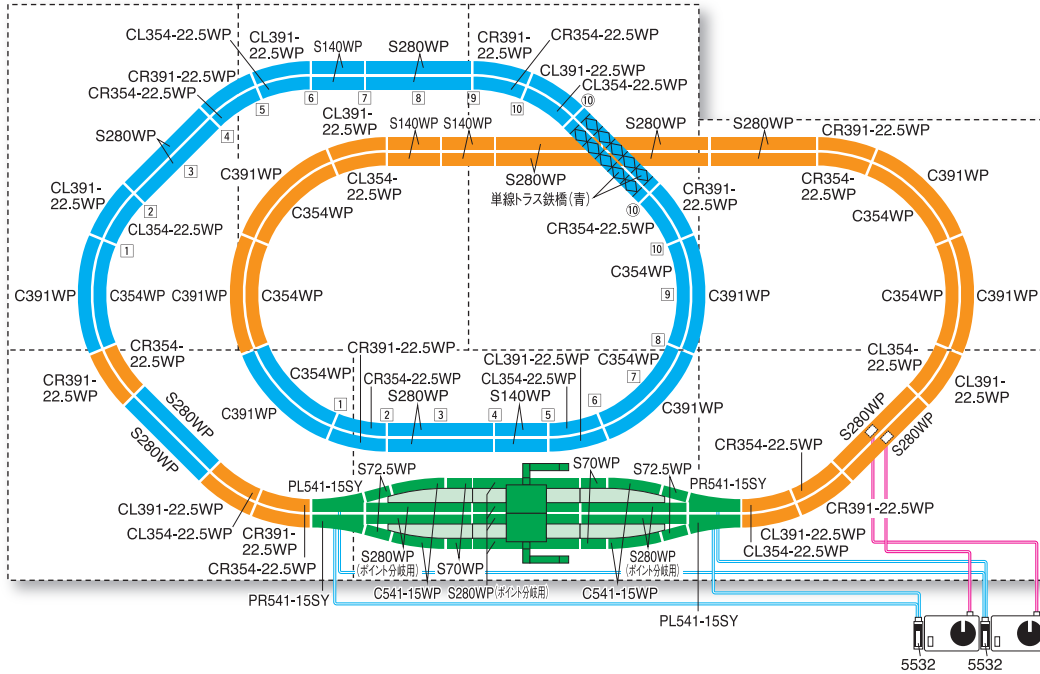 CL391-
22.5WP
S140WP
S280WP
CR391-
22.5WP
CR354-22.5WP
CL354-22.5WP
CR391-22.5WP
CR354-22.5WP
CL391-22.5WP
CL354-22.5WP
4
5
6
7
8
9
10
⑩
S280WP
3
CL391-
22.5WP
S140WP
S140WP
S280WP
S280WP
CR391-
22.5WP
C391WP
CL354-
22.5WP
S280WP
単線トラス鉄橋(青)
CR391-
22.5WP
CR354-
22.5WP
C391WP
CL391-
22.5WP
2
CL354-22.5WP
1
C354WP
⑩
CR354-
22.5WP
10
C354WP
C391WP
C354WP
C391WP
C354WP
C354WP
9
C391WP
C354WP
C391WP
8
CR354-
22.5WP
CR391-
22.5WP
CR391-22.5WP
CL391-22.5WP
C354WP
7
CL354-
22.5WP
CL391-
22.5WP
C354WP
CR354-22.5WP
CL354-22.5WP
S280WP
S140WP
C391WP
1
2
3
4
5
6
C391WP
S280WP
S280WP
S280WP
S280WP
CR354-22.5WP
PL541-15SY
S72.5WP
S70WP
S72.5WP
PR541-15SY
CL391-22.5WP
CL354-22.5WP
CR391-
22.5WP
CR354-22.5WP
CR391-22.5WP
CL391-22.5WP
CL354-22.5WP
S280WP
(ポイント分岐用)
S70WP
S280WP
(ポイント分岐用)
C541-15WP
S280WP(ポイント分岐用)
C541-15WP
PR541-15SY
PL541-15SY
5532
5532